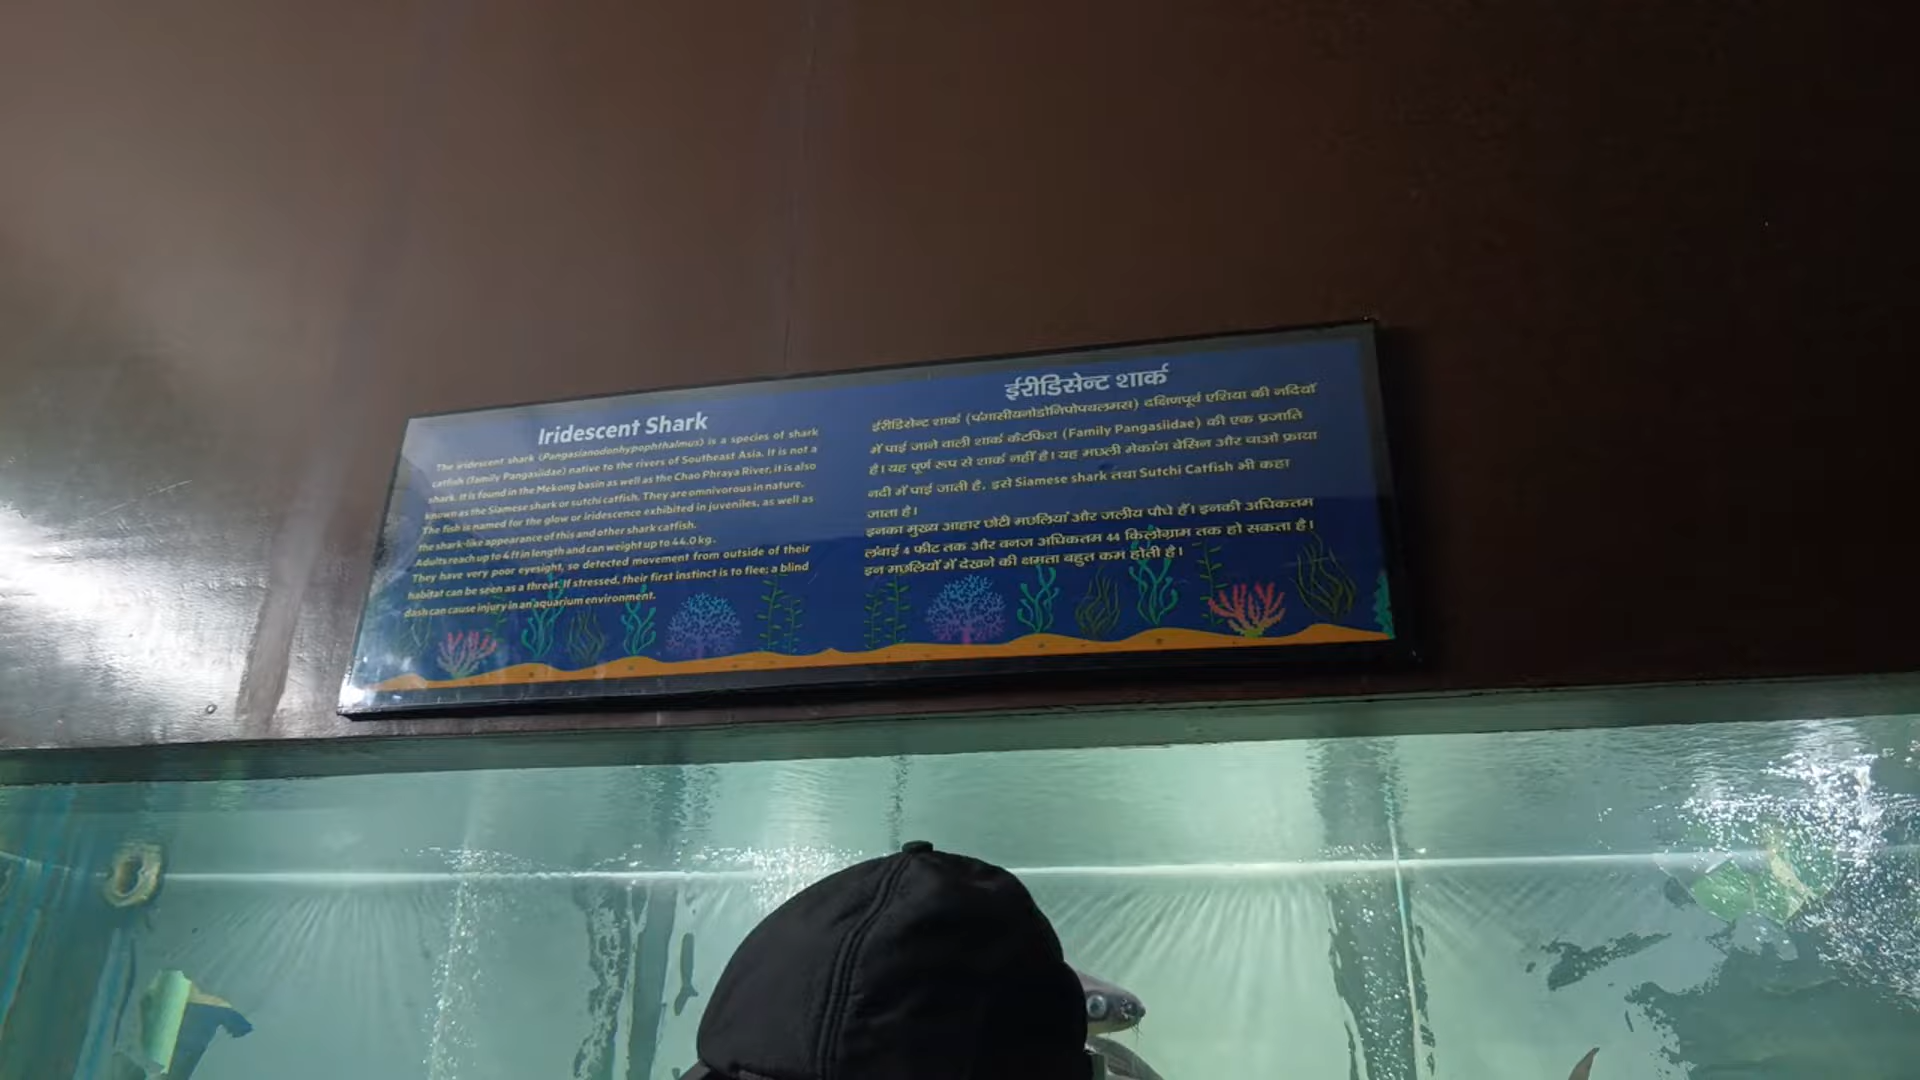 Iridescent Shark
The iridescent shark (Pangasianodonhypophthalmus) is a species of shark
catfish (family Pangasiidae) native to the rivers of Southeast Asia. It is not a
shark. It is found in the Mekong basin as well as the Chao Phraya River, it is also
known as the Siamese shark or sutchi catfish. They are omnivorous in nature.
The fish is named for the glow or iridescence exhibited in juveniles, as well as
the shark-like appearance of this and other shark catfish.
Adults reach up to 4 ft in length and can weight up to 44.0 kg.
They have very poor eyesight, so detected movement from outside of their
habitat can be seen as a threat. If stressed, their first instinct is to flee; a blind
dash can cause injury in an aquarium environment.
ईरीडिसेन्ट शार्क
ईरीडिसेन्ट शार्क (पंगासीयनोडोनिपोपथलमस) दक्षिणपूर्व एशिया की नदियों
में पाई जाने वाली शार्क कैटफिश (Family Pangasiidae) की एक प्रजाति
है। यह पूर्ण रूप से शार्क नहीं है। यह मछली मेकांग बेसिन और चाओ फ्राया
नदी में पाई जाती है, इसे Siamese shark तथा Sutchi Catfish भी कहा
जाता है।
इनका मुख्य आहार छोटी मछलियां और जलीय पौधे हैं। इनकी अधिकतम
लंबाई 4 फीट तक और वनज अधिकतम 44 किलोग्राम तक हो सकता है।
इन मछलियों में देखने की क्षमता बहुत कम होती है।